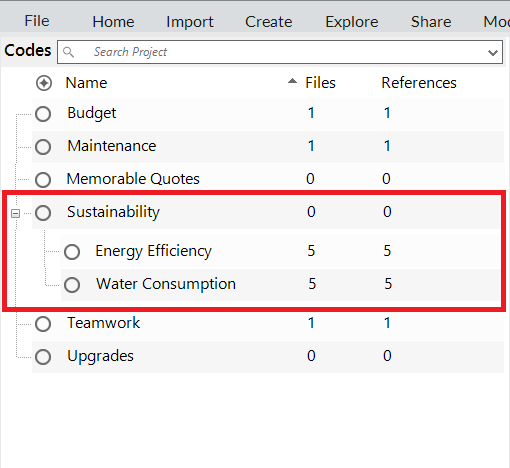 File Home Import Create Explore Share Mod
Codes Search Project
Name Files References
Budget 1 1
Maintenance 1 1
Memorable Quotes 0 0
Sustainability 0 0
Energy Efficiency 5 5
Water Consumption 5 5
Teamwork 1 1
Upgrades 0 0